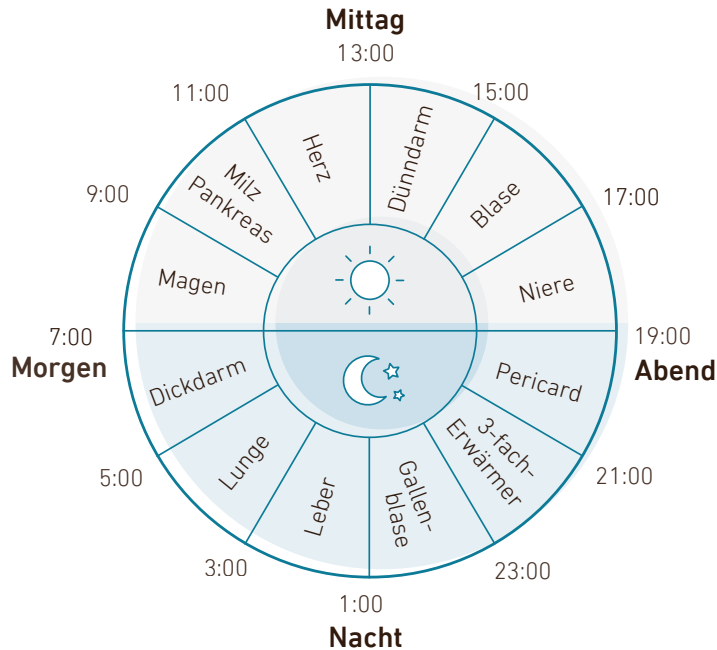 Mittag
13:00
11:00
15:00
Herz
Dünndarm
Milz
Pankreas
Blase
9:00
17:00
Magen
Niere
7:00
Morgen
19:00
Abend
Dickdarm
Pericard
Lunge
3-fach-
Erwärmer
5:00
21:00
Leber
Gallen-
blase
3:00
23:00
1:00
Nacht